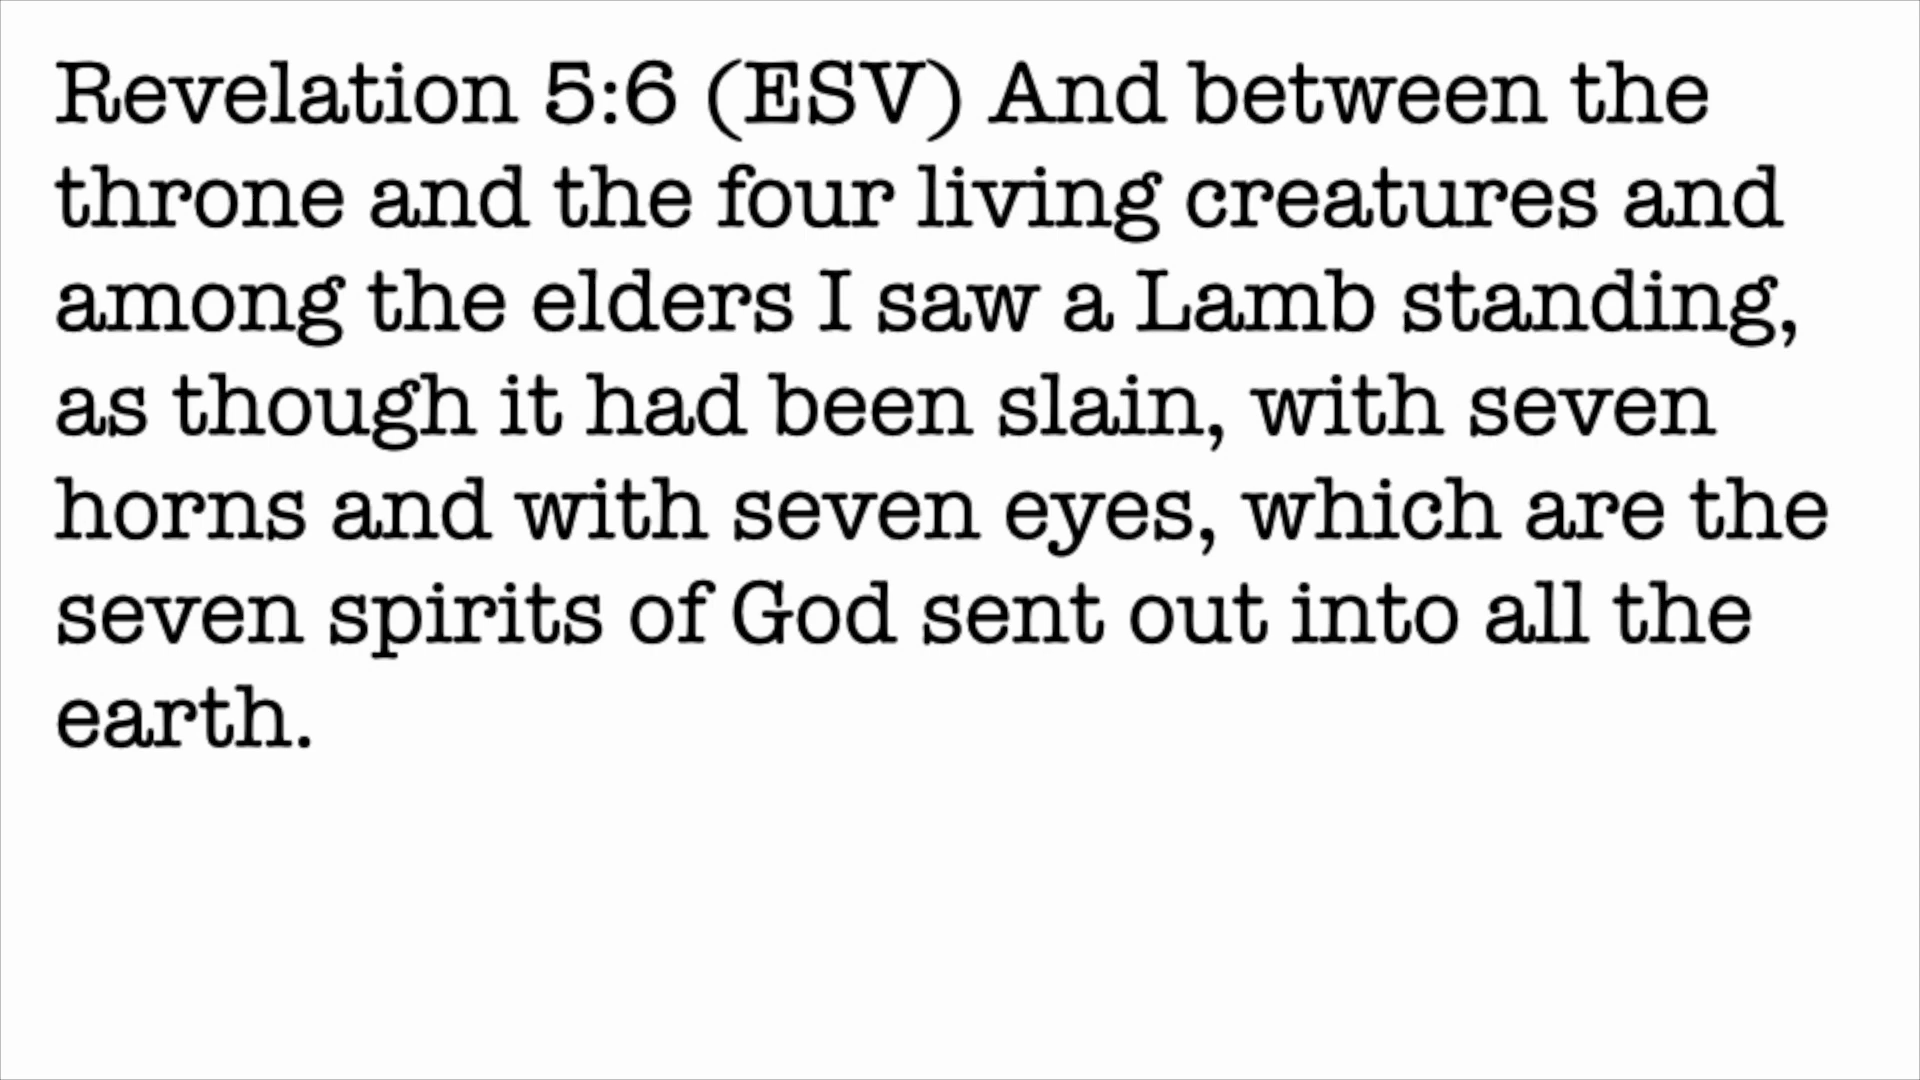 Revelation 5:6 (ESV) And between the
throne and the four living creatures and
among the elders I saw a Lamb standing,
as though it had been slain, with seven
horns and with seven eyes, which are the
seven spirits of God sent out into all the
earth.